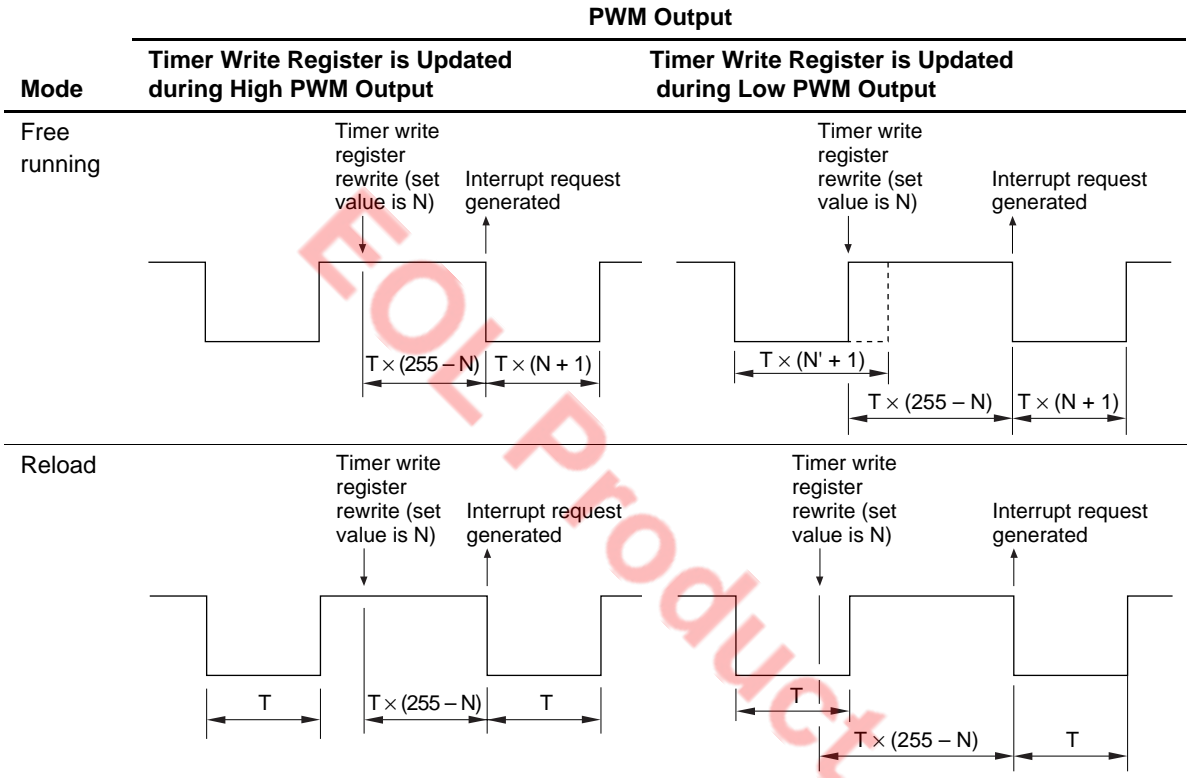 PWM Output
Mode
Timer Write Register is Updated
during High PWM Output
Timer Write Register is Updated
during Low PWM Output
Free
running
Timer write
register
rewrite (set
value is N)
Interrupt request
generated
T × (255 – N)
T × (N + 1)
Timer write
register
rewrite (set
value is N)
Interrupt request
generated
T × (N' + 1)
T × (255 – N)
T × (N + 1)
Reload
Timer write
register
rewrite (set
value is N)
Interrupt request
generated
T
T × (255 – N)
T
Timer write
register
rewrite (set
value is N)
Interrupt request
generated
T
T × (255 – N)
T
EOL Product